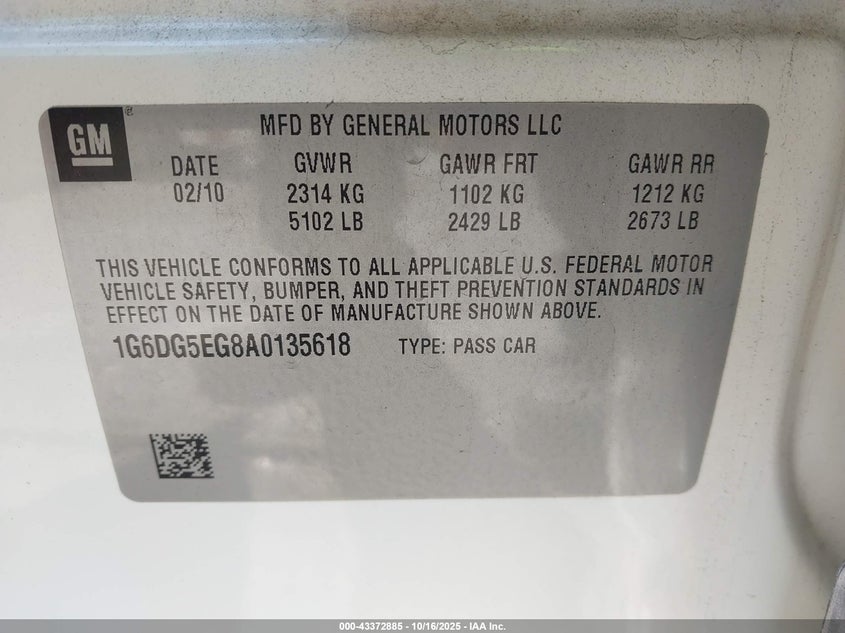 GM
®
MFD BY GENERAL MOTORS LLC
DATE GVWR GAWR FRT GAWR RR
02/10 2314 KG 1102 KG 1212 KG
5102 LB 2429 LB 2673 LB
THIS VEHICLE CONFORMS TO ALL APPLICABLE U.S. FEDERAL MOTOR
VEHICLE SAFETY, BUMPER, AND THEFT PREVENTION STANDARDS IN
EFFECT ON THE DATE OF MANUFACTURE SHOWN ABOVE.
1G6DG5EG8A0135618 TYPE: PASS CAR
000-43372885 - 10/16/2025 - IAA Inc.